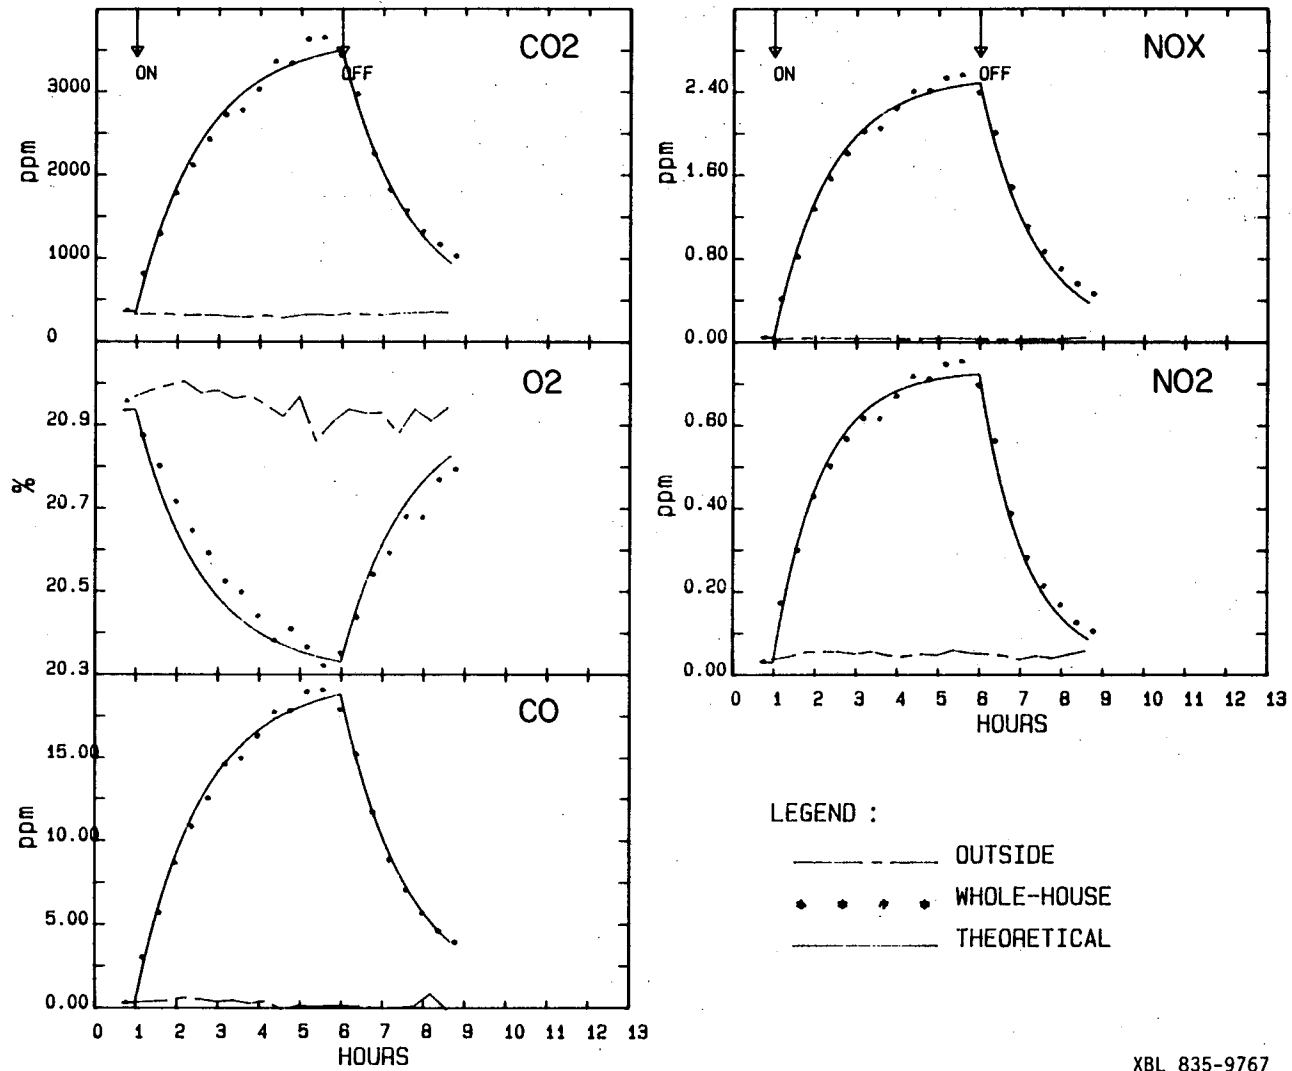 CO2
ON
OFF
3000
2000
1000
0
ppm
O2
20.9
20.7
20.5
20.3
%
CO
15.00
10.00
5.00
0.00
ppm
0 1 2 3 4 5 6 7 8 9 10 11 12 13
HOURS
NOX
ON
OFF
2.40
1.60
0.80
0.00
ppm
NO2
0.60
0.40
0.20
0.00
ppm
0 1 2 3 4 5 6 7 8 9 10 11 12 13
HOURS
LEGEND :
OUTSIDE
WHOLE-HOUSE
THEORETICAL
XBL 835-9767